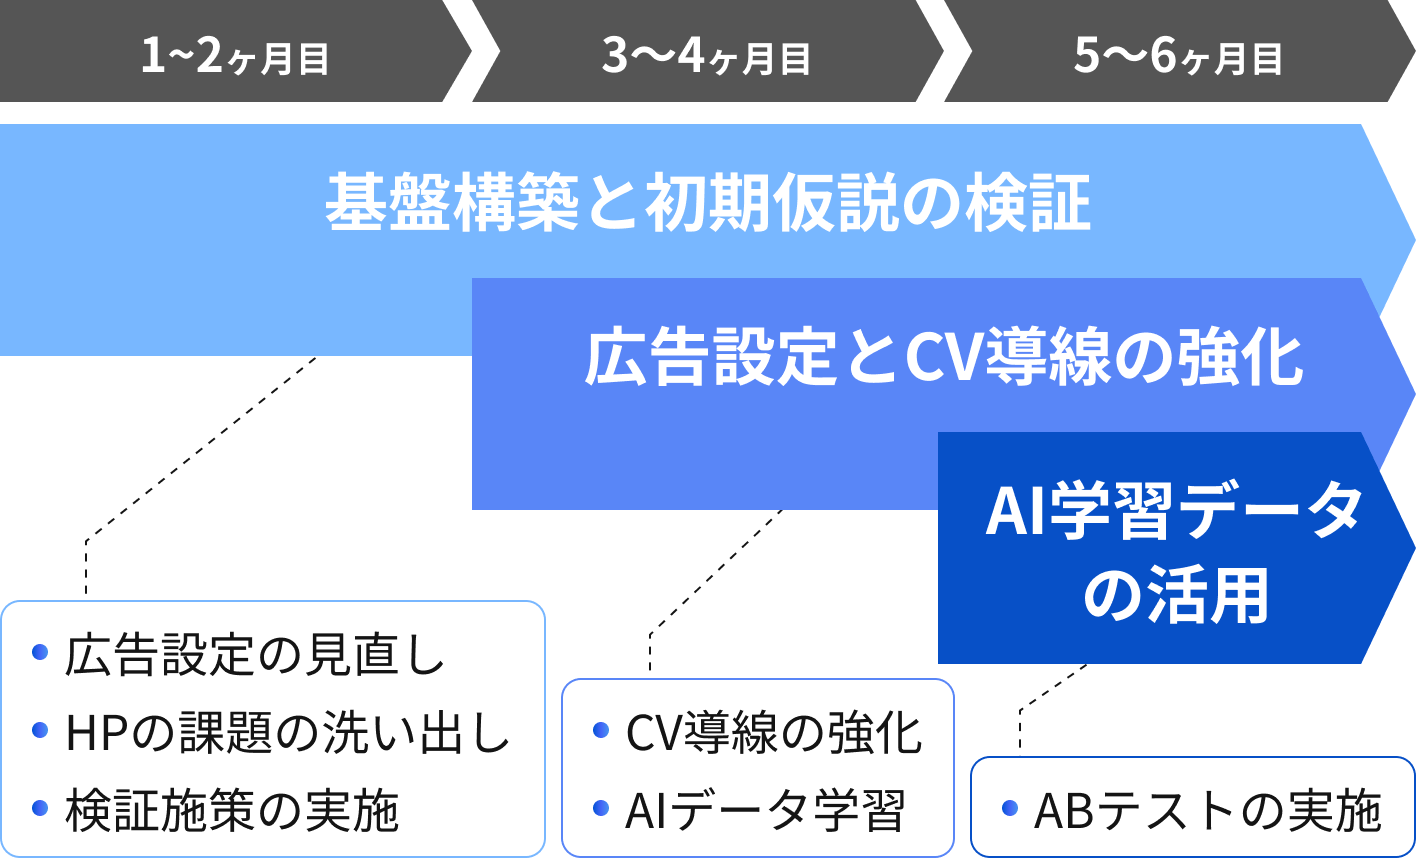 1~2ヶ月目
3〜4ヶ月目
5〜6ヶ月目
基盤構築と初期仮説の検証
広告設定とCV導線の強化
AI学習データ
の活用
広告設定の見直し
HPの課題の洗い出し
検証施策の実施
CV導線の強化
AIデータ学習
ABテストの実施